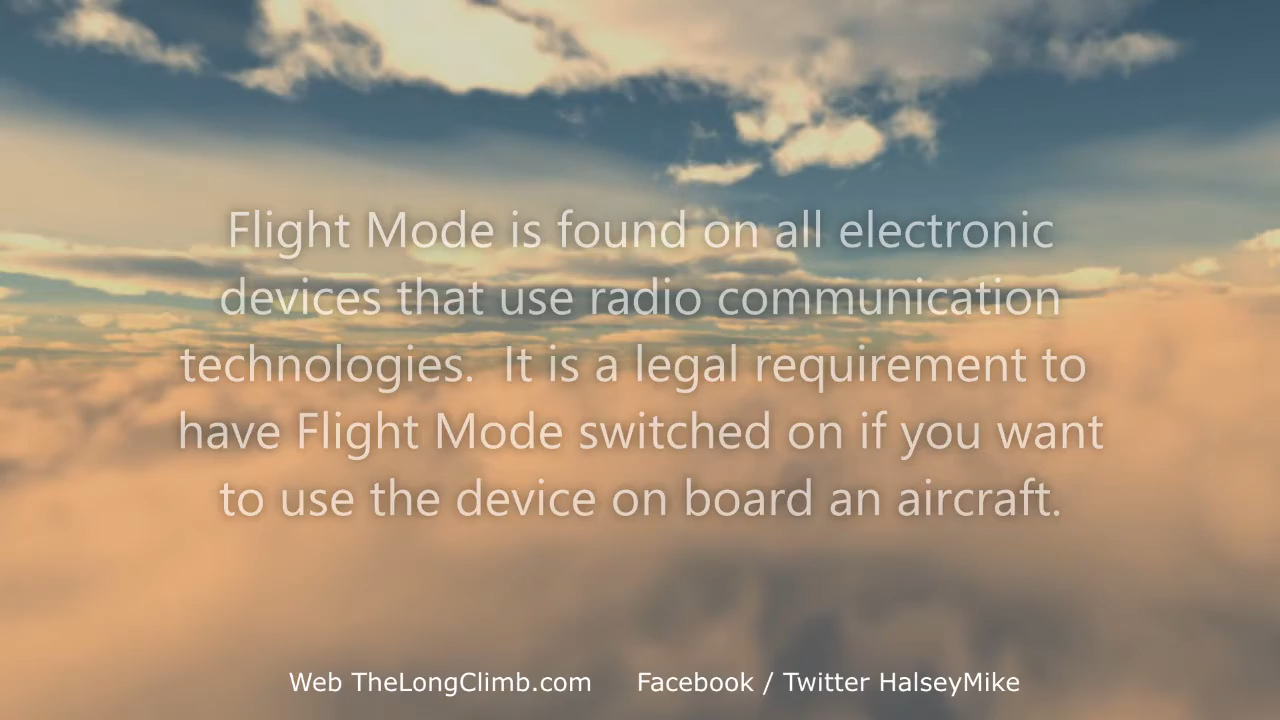 Flight Mode is found on all electronic
devices that use radio communication
technologies.  It is a legal requirement to
have Flight Mode switched on if you want
to use the device on board an aircraft.
Web TheLongClimb.com     Facebook / Twitter HalseyMike